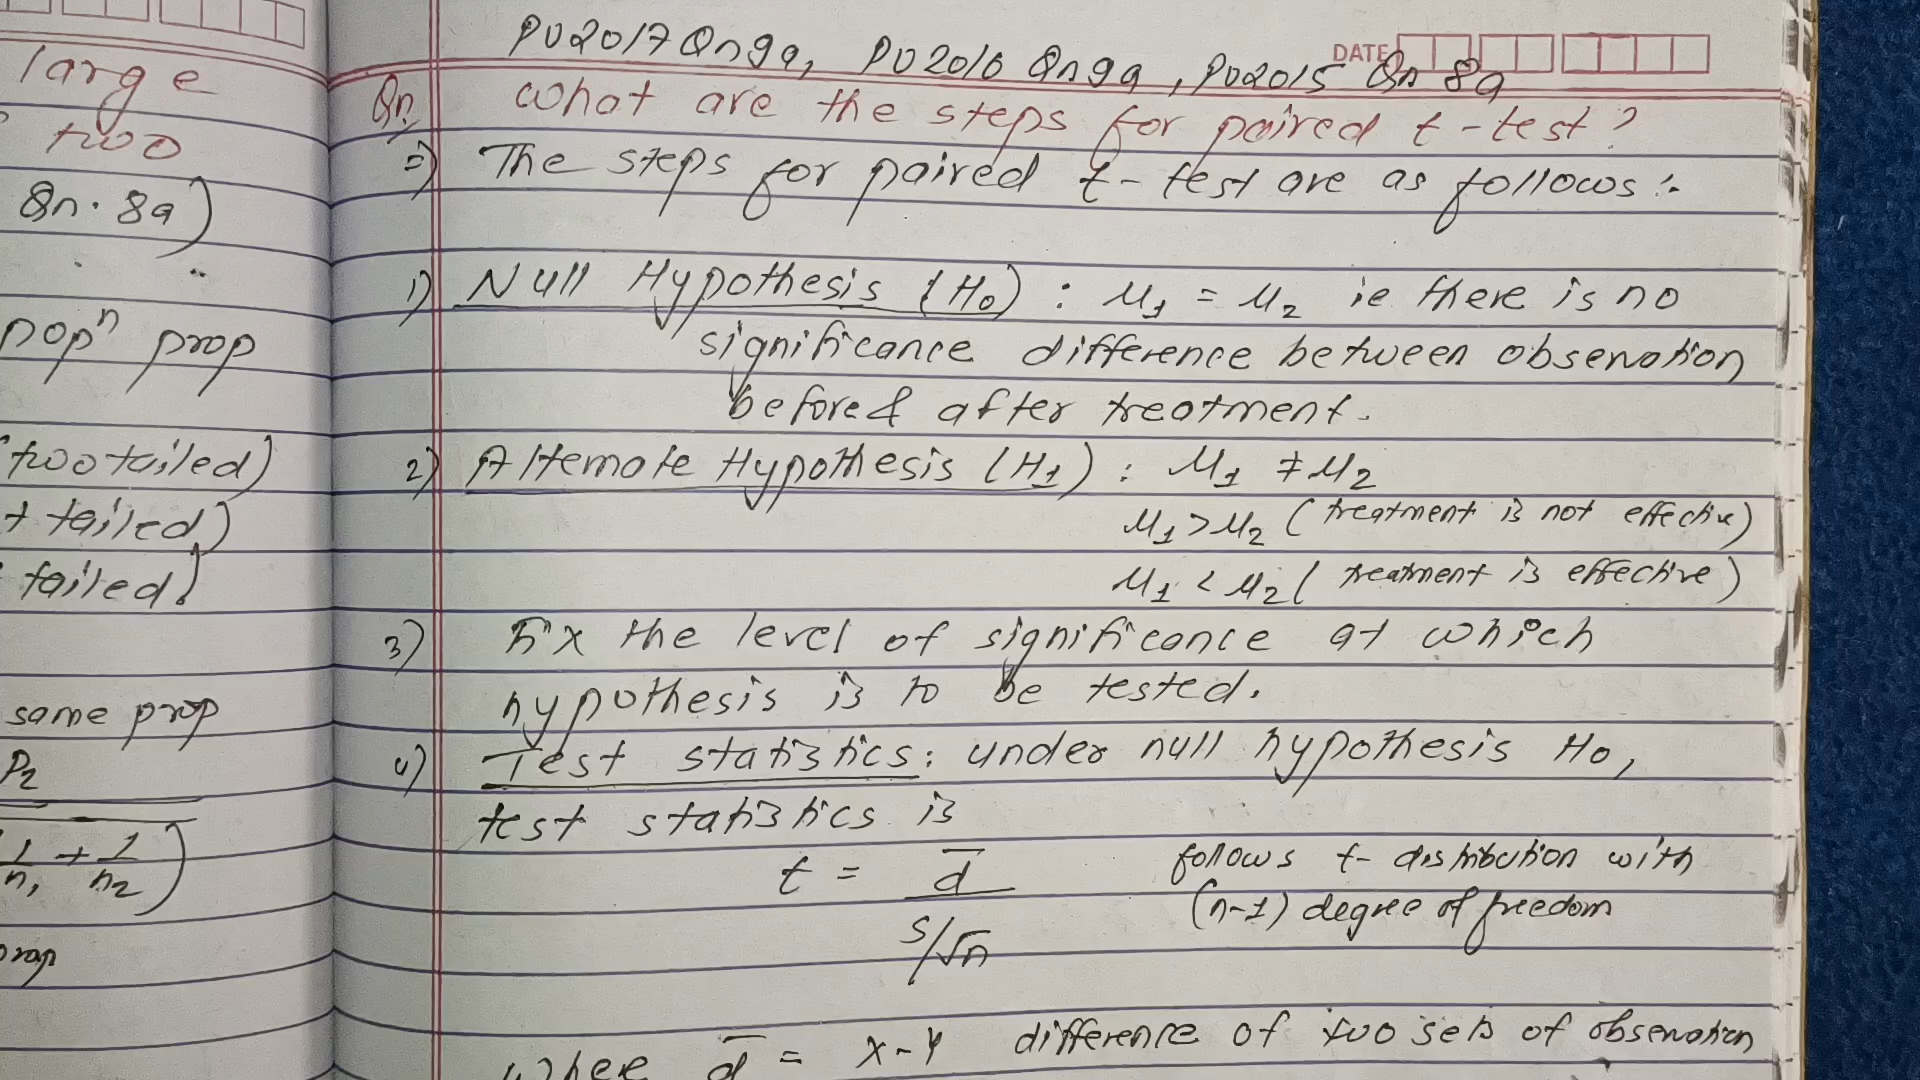 large
two
Qn. 8a)
popⁿ prop
(two tailed)
t tailed)
tailed)
same prop
P₂
1/n₁ + 1/n₂)
prop
PU2017 Qn9a, PU2016 Qn9a, PU2015 Qn 8a
DATE
Qn. What are the steps for paired t-test?
=) The steps for paired t-test are as follows:-
1) Null Hypothesis (H₀) : μ₁ = μ₂ ie there is no
significance difference between observation
before & after treatment.
2) Alternate Hypothesis (H₁) : μ₁ ≠ μ₂
μ₁ > μ₂ (treatment is not effective)
μ₁ < μ₂ (treatment is effective)
3) Fix the level of significance at which
hypothesis is to be tested.
4) Test statistics: under null hypothesis H₀,
test statistics is
t = d̄ / (s/√n) follows t-distribution with
(n-1) degree of freedom
where d̄ = x-y difference of two sets of observation